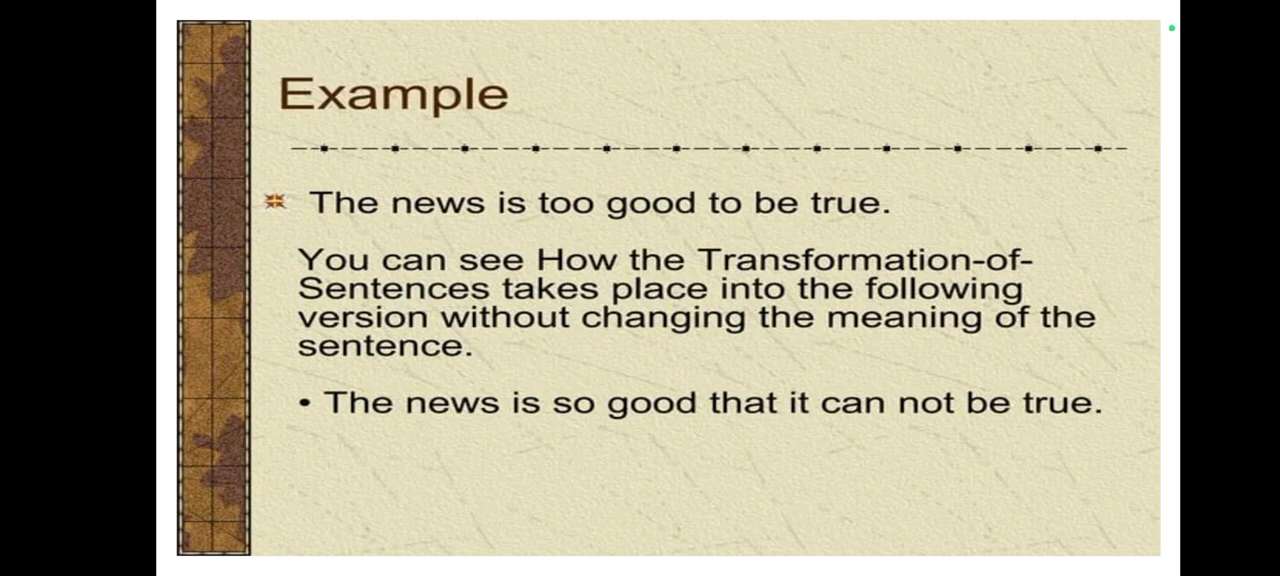 Example
The news is too good to be true.
You can see How the Transformation-of-
Sentences takes place into the following
version without changing the meaning of the
sentence.
• The news is so good that it can not be true.